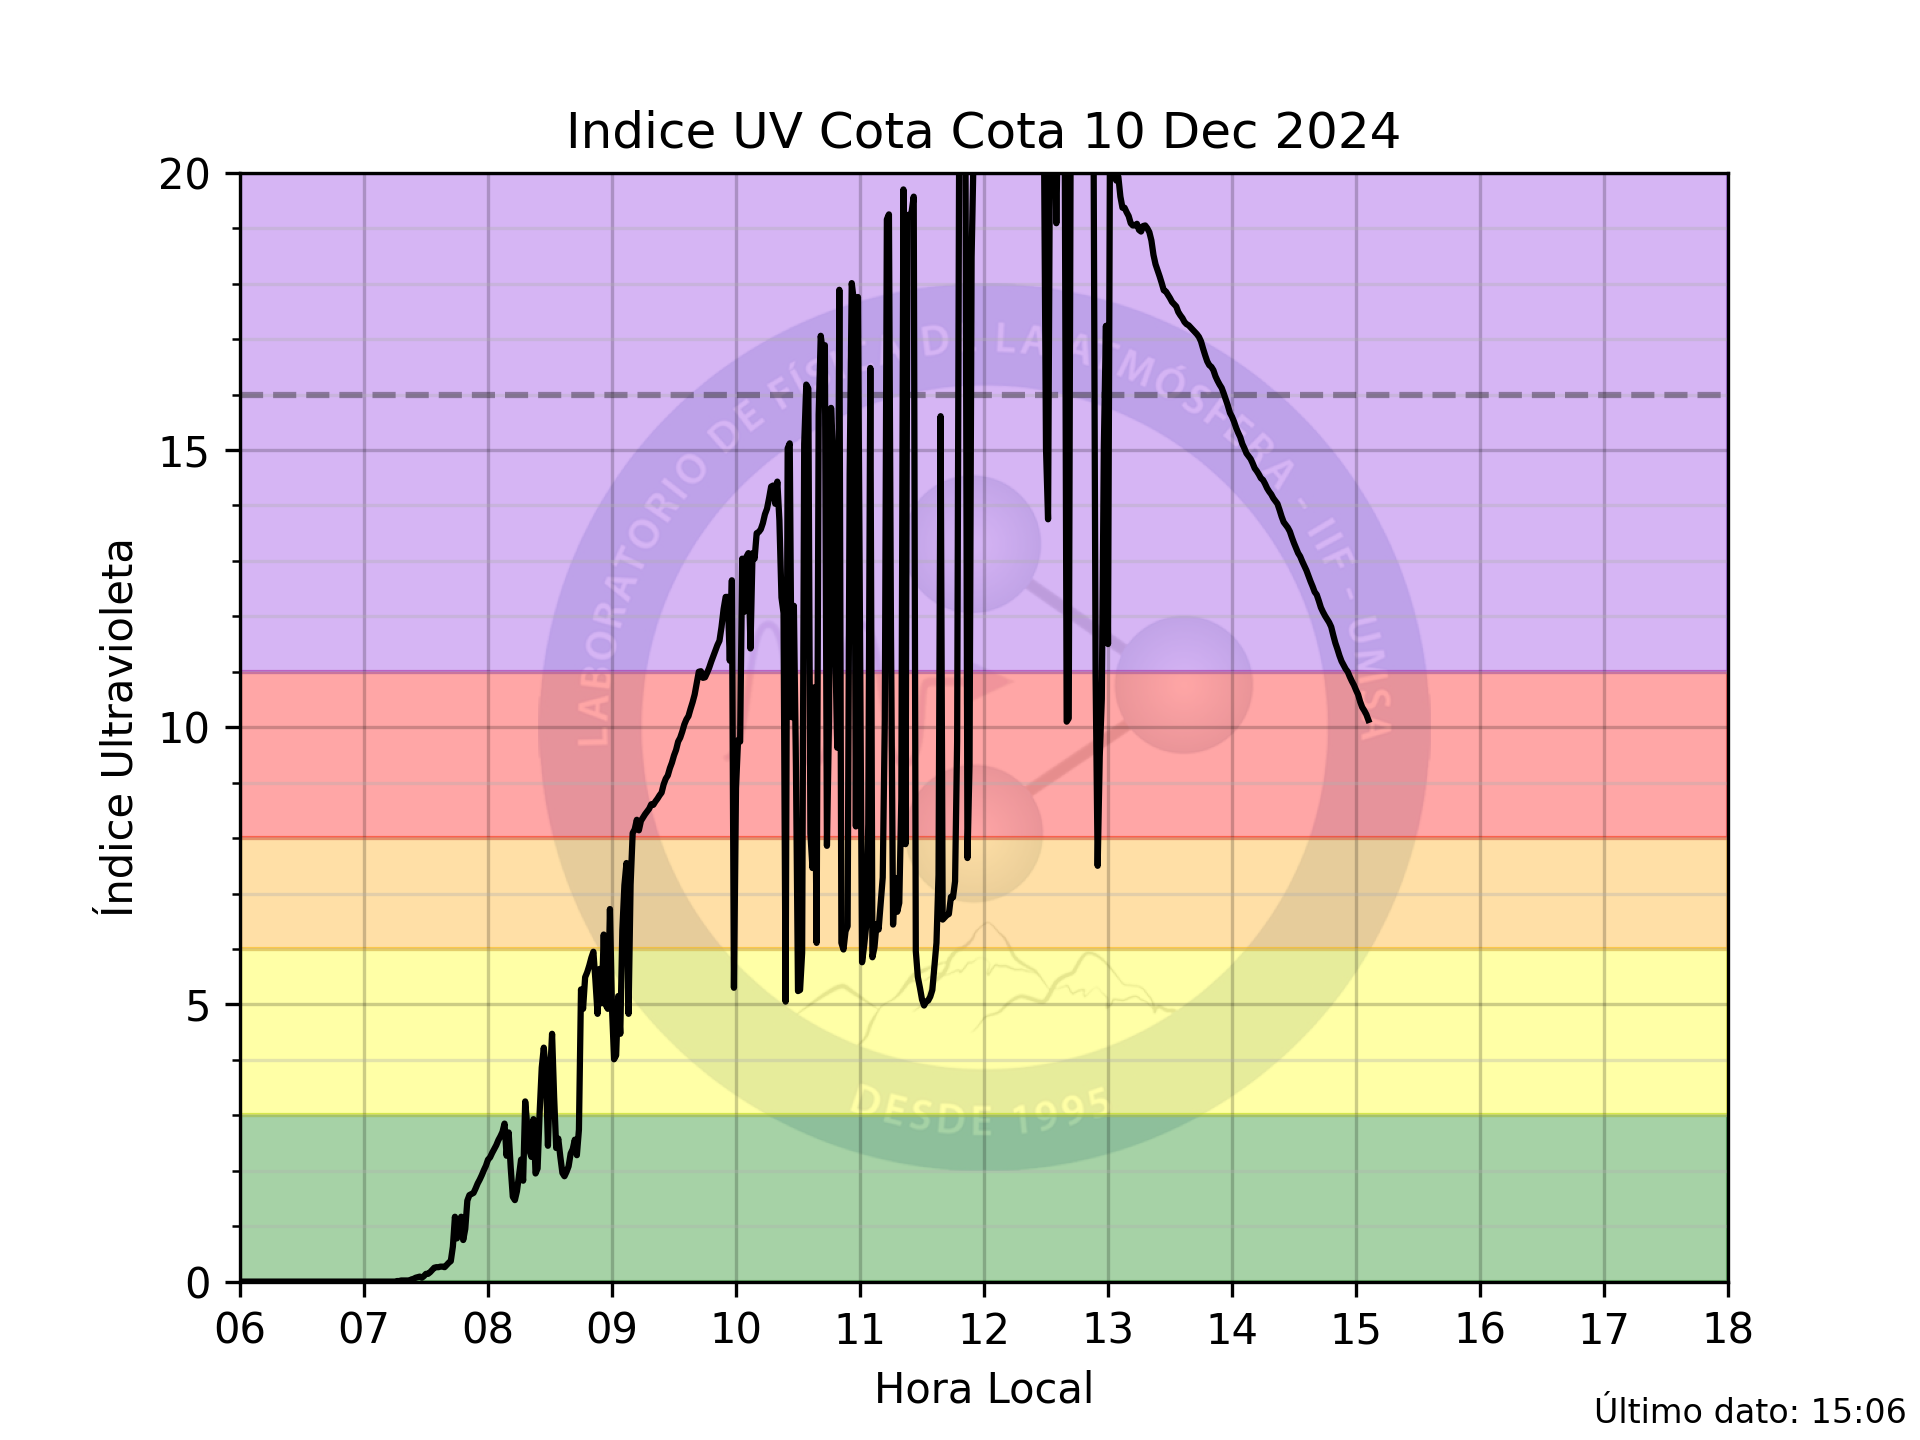 Indice UV Cota Cota 10 Dec 2024
20
15
10
5
0
Índice Ultravioleta
LABORATORIO DE FÍSICA DE LA ATMÓSFERA - IIF - UMSA
DESDE 1995
06 07 08 09 10 11 12 13 14 15 16 17 18
Hora Local
Último dato: 15:06